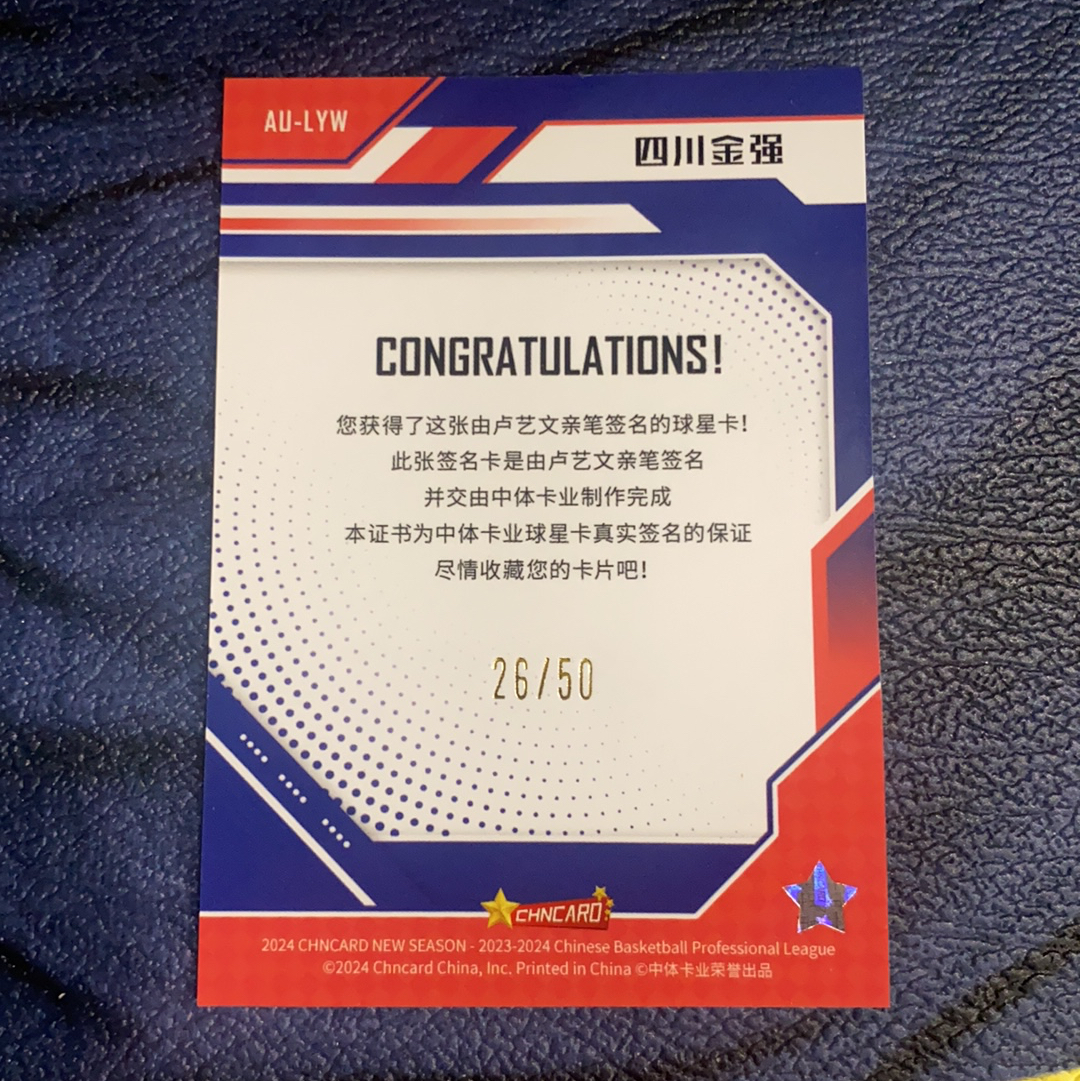 AU-LYW
四川金强
CONGRATULATIONS!
您获得了这张由卢艺文亲笔签名的球星卡!
此张签名卡是由卢艺文亲笔签名
并交由中体卡业制作完成
本证书为中体卡业球星卡真实签名的保证
尽情收藏您的卡片吧!
26/50
CHNCARD
2024 CHNCARD NEW SEASON - 2023-2024 Chinese Basketball Professional League
©2024 Chncard China, Inc. Printed in China ©中体卡业荣誉出品